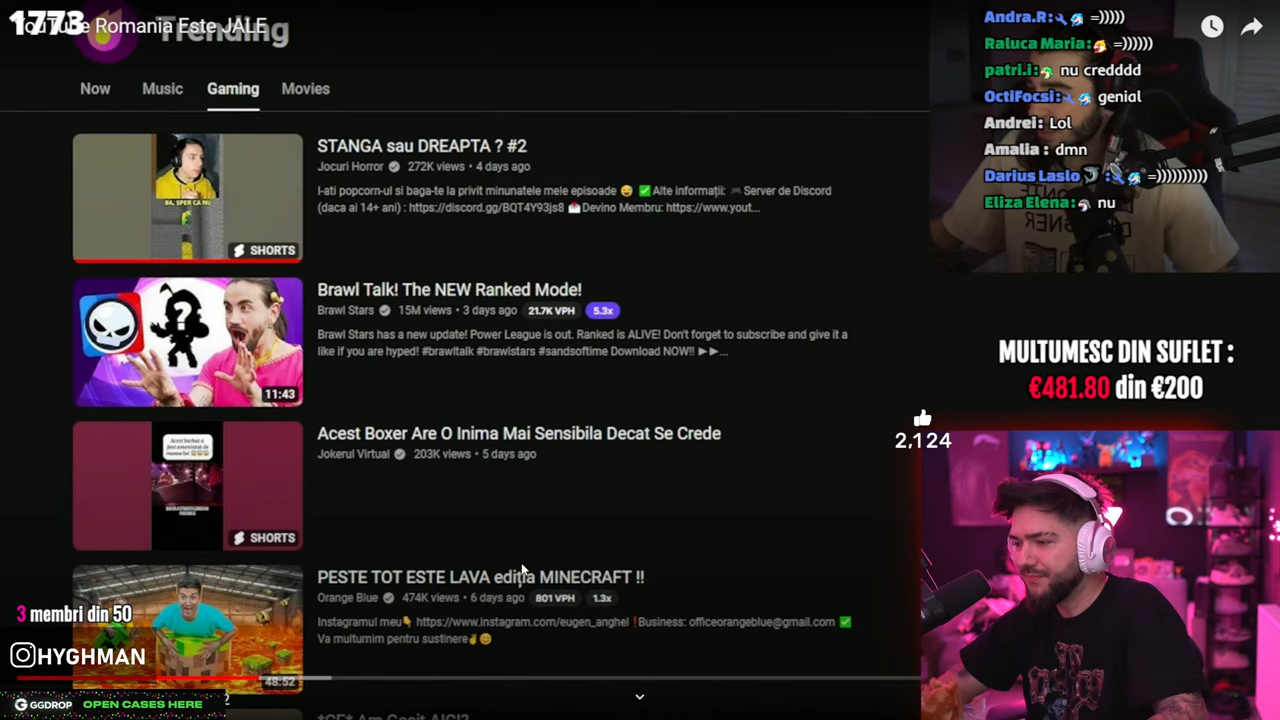 1773
YouTube Romania Este JALE
Trending
Now
Music
Gaming
Movies
BA, SPER CA NU
SHORTS
STANGA sau DREAPTA ? #2
Jocuri Horror 272K views • 4 days ago
I-ati popcorn-ul si baga-te la privit minunatele mele episoade 😄 ✅ Alte informații: 🎮 Server de Discord
(daca ai 14+ ani) : https://discord.gg/BQT4Y93js8 📩Devino Membru: https://www.yout...
11:43
Brawl Talk! The NEW Ranked Mode!
Brawl Stars 15M views • 3 days ago 21.7K VPH 5.3x
Brawl Stars has a new update! Power League is out. Ranked is ALIVE! Don't forget to subscribe and give it a
like if you are hyped! #brawltalk #brawlstars #sandsoftime Download NOW!! ▶▶...
SHORTS
Acest Boxer Are O Inima Mai Sensibila Decat Se Crede
Jokerul Virtual 203K views • 5 days ago
48:52
PESTE TOT ESTE LAVA ediția MINECRAFT !!
Orange Blue 474K views • 6 days ago 801 VPH 1.3x
Instagramul meu👇 https://www.instagram.com/eugen_anghel ❗Business: officeorangeblue@gmail.com ✅
Va multumim pentru sustinere✌😊
3 membri din 50
HYGHMAN
GGDROP OPEN CASES HERE
Andra.R: =)))))
Raluca Maria: =))))))
patri.i: nu credddd
OctiFocsi: genial
Andrei: Lol
Amalia : dmn
Darius Laslo : =)))))))))
Eliza Elena: nu
MULTUMESC DIN SUFLET :
€481.80 din €200
2,124